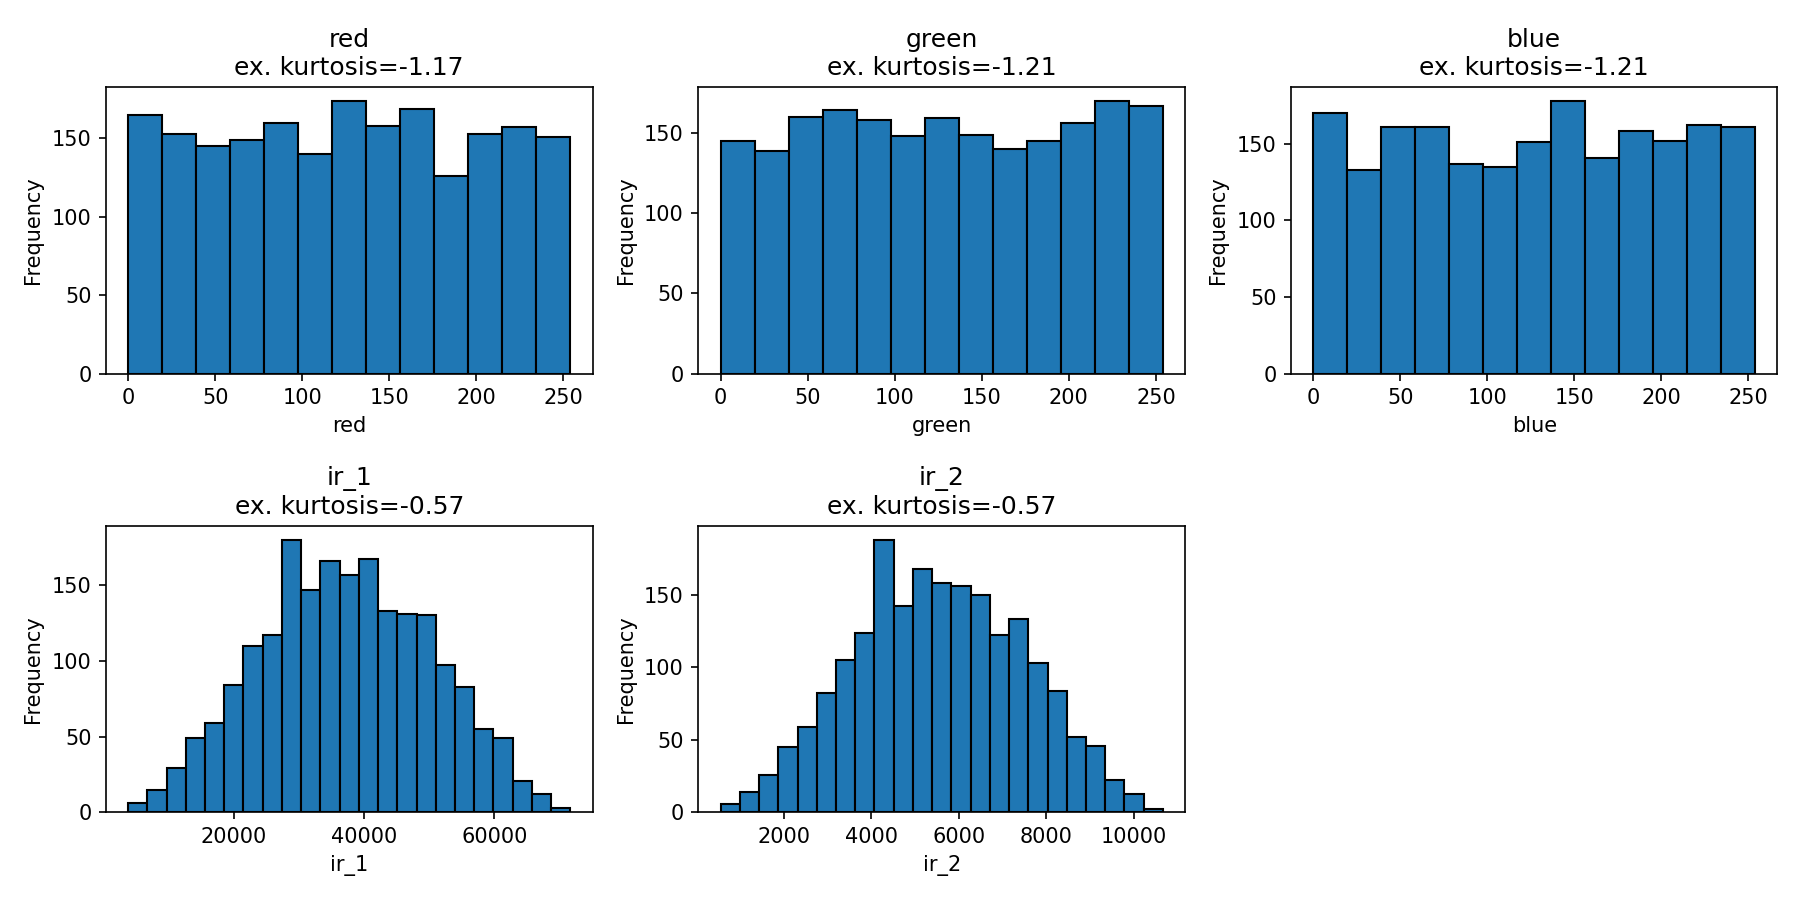 red
ex. kurtosis=-1.17
Frequency
150
100
50
0
0 50 100 150 200 250
red
green
ex. kurtosis=-1.21
Frequency
150
100
50
0
0 50 100 150 200 250
green
blue
ex. kurtosis=-1.21
Frequency
150
100
50
0
0 50 100 150 200 250
blue
ir_1
ex. kurtosis=-0.57
Frequency
150
100
50
0
20000 40000 60000
ir_1
ir_2
ex. kurtosis=-0.57
Frequency
150
100
50
0
2000 4000 6000 8000 10000
ir_2